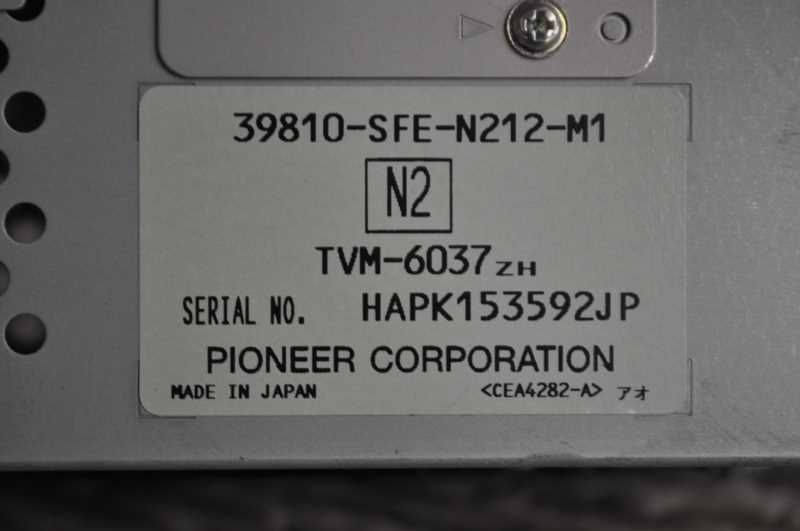 39810-SFE-N212-M1
N2
TVM-6037ZH
SERIAL NO. HAPK153592JP
PIONEER CORPORATION
MADE IN JAPAN <CEA4282-A> アオ